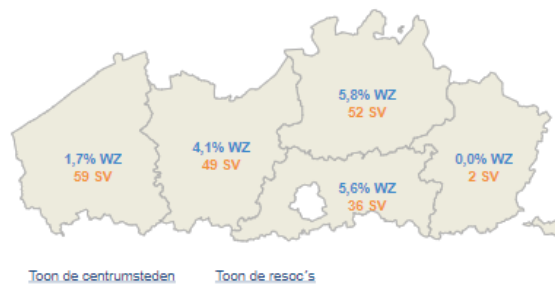 5,8% WZ
52 SV
1,7% WZ
59 SV
4,1% WZ
49 SV
0,0% WZ
2 SV
5,6% WZ
36 SV
Toon de centrumsteden
Toon de resoc's